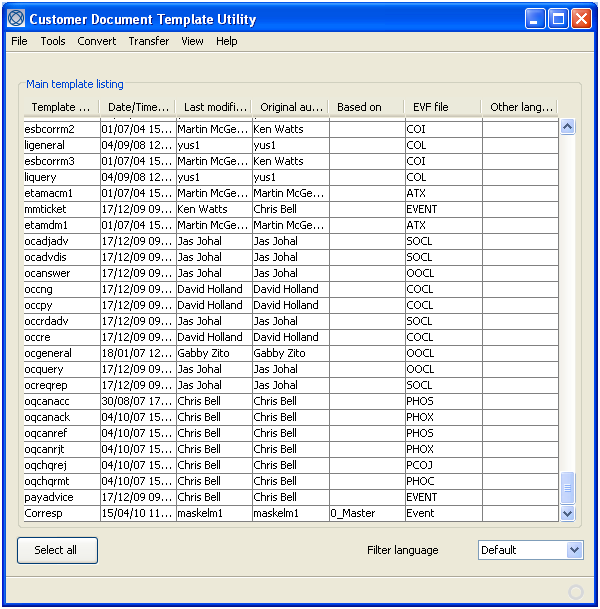 Customer Document Template Utility
File Tools Convert Transfer View Help
Main template listing
Template ... Date/Time... Last modifi... Original au... Based on EVF file Other lang...
esbcorrm2 01/07/04 15... Martin McGe... Ken Watts COI
ligeneral 04/09/08 12... yus1 yus1 COL
esbcorrm3 01/07/04 15... Martin McGe... Ken Watts COI
liquery 04/09/08 12... yus1 yus1 COL
etamacm1 01/07/04 15... Martin McGe... Martin McGe... ATX
mmticket 17/12/09 09... Ken Watts Chris Bell EVENT
etamdm1 01/07/04 15... Martin McGe... Martin McGe... ATX
ocadjadv 17/12/09 09... Jas Johal Jas Johal SOCL
ocadvdis 17/12/09 09... Jas Johal Jas Johal SOCL
ocanswer 17/12/09 09... Jas Johal Jas Johal OOCL
occng 17/12/09 09... David Holland David Holland COCL
occpy 17/12/09 09... David Holland David Holland COCL
occrdadv 17/12/09 09... Jas Johal Jas Johal SOCL
occre 17/12/09 09... David Holland David Holland COCL
ocgeneral 18/01/07 12... Gabby Zito Gabby Zito OOCL
ocquery 17/12/09 09... Jas Johal Jas Johal OOCL
ocreqrep 17/12/09 09... Jas Johal Jas Johal SOCL
oqcanacc 30/08/07 17... Chris Bell Chris Bell PHOS
oqcanack 04/10/07 15... Chris Bell Chris Bell PHOX
oqcanref 04/10/07 15... Chris Bell Chris Bell PHOS
oqcanrjt 04/10/07 15... Chris Bell Chris Bell PHOX
oqchqrej 04/10/07 15... Chris Bell Chris Bell PCOJ
oqchqrmt 04/10/07 15... Chris Bell Chris Bell PHOC
payadvice 17/12/09 09... Chris Bell Chris Bell EVENT
Corresp 15/04/10 11... maskelm1 maskelm1 0_Master Event
Select all Filter language Default